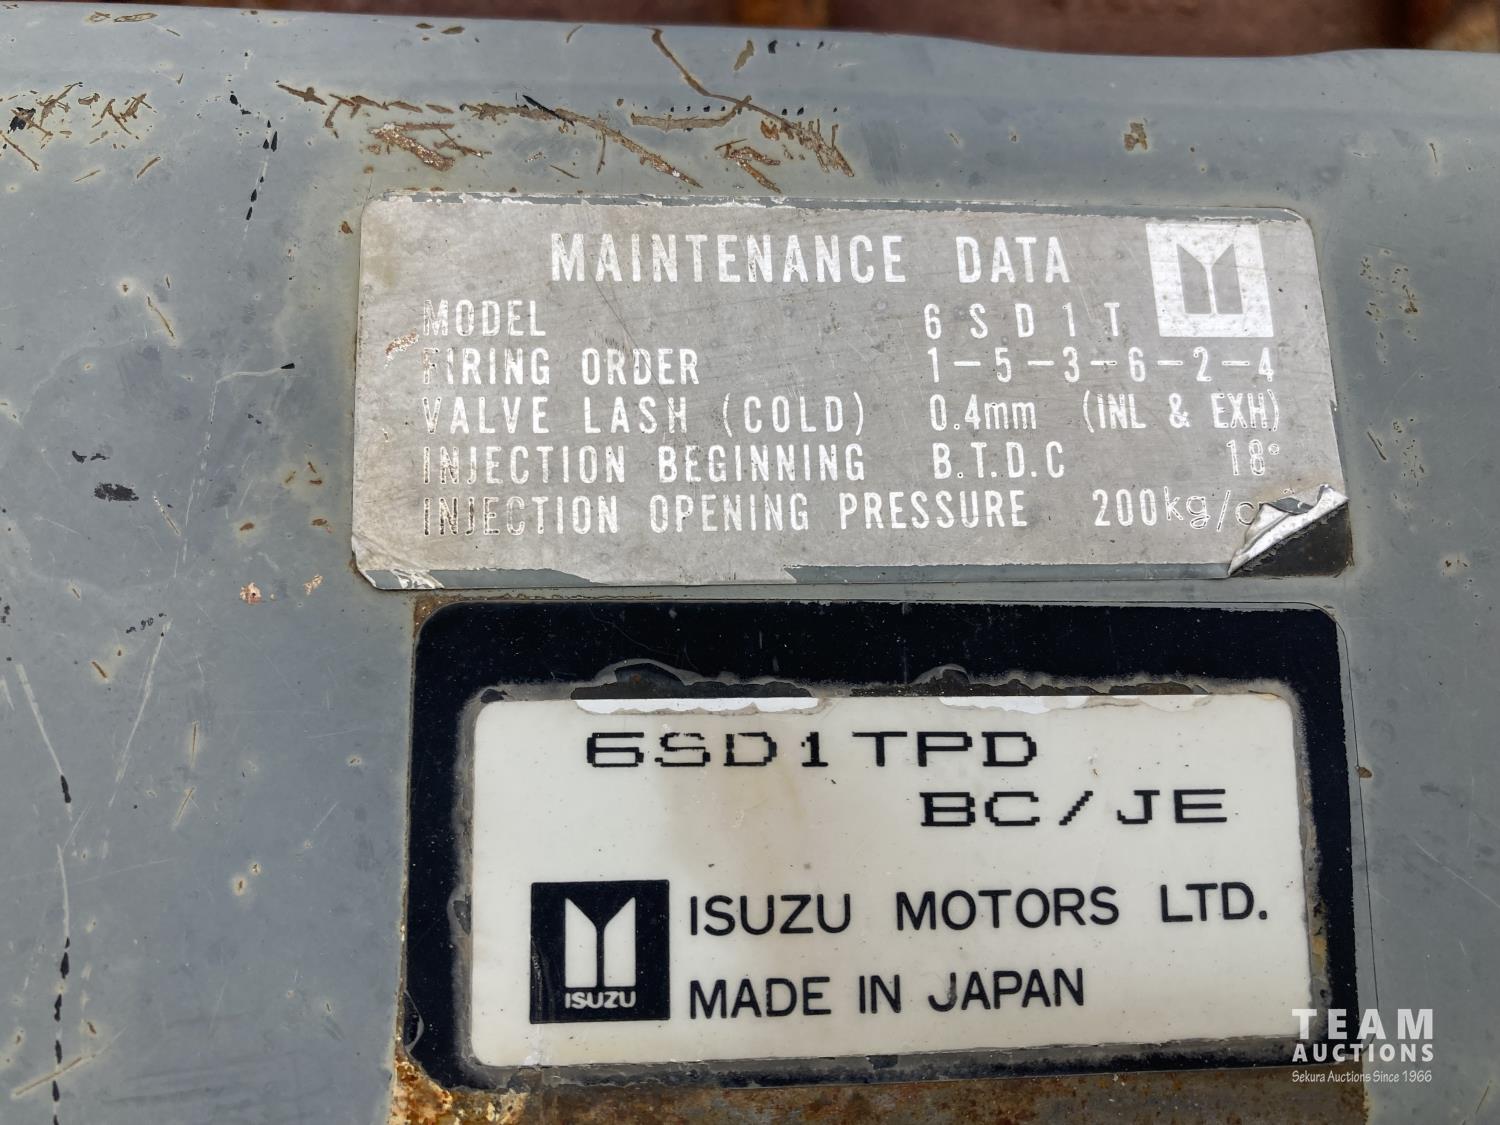 MAINTENANCE DATA
MODEL 6SD1T
FIRING ORDER 1-5-3-6-2-4
VALVE LASH (COLD) 0.4mm (INL & EXH)
INJECTION BEGINNING B.T.D.C 18°
INJECTION OPENING PRESSURE 200kg/c
6SD1TPD
BC/JE
ISUZU MOTORS LTD.
ISUZU
MADE IN JAPAN
TEAM
AUCTIONS
Sekura Auctions Since 1966